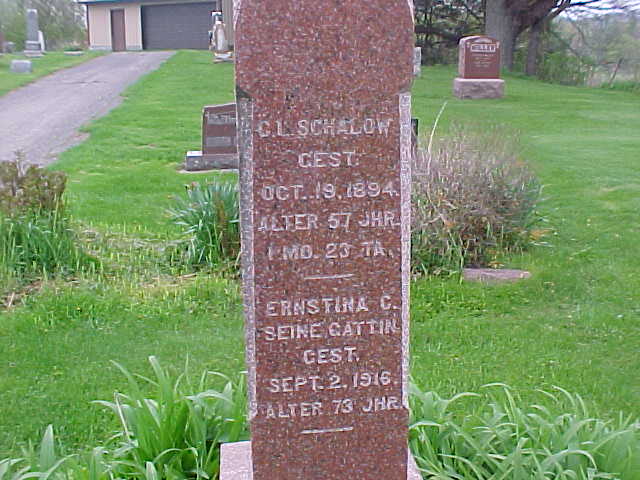 C.L. SCHALOW
GEST.
OCT. 19, 1894.
ALTER 57 JHR.
1 MO. 23 TA.
ERNSTINA C.
SEINE GATTIN
GEST.
SEPT. 2, 1916
ALTER 73 JHR.